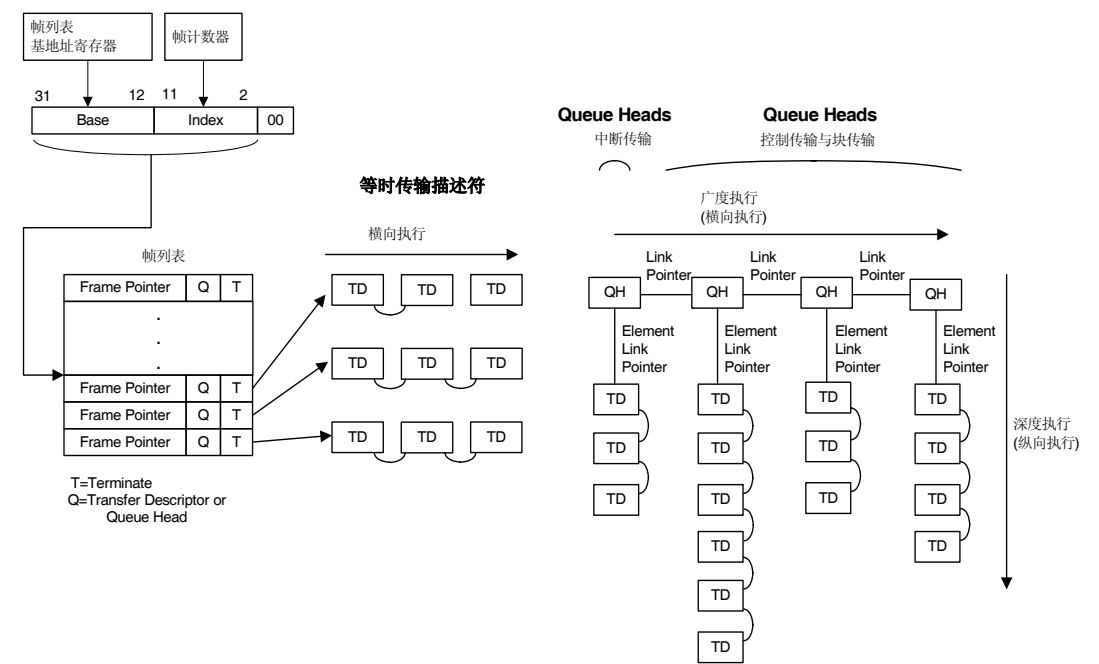 帧列表
基地址寄存器
帧计数器
31 12 11 2
Base Index 00
等时传输描述符
横向执行
帧列表
Frame Pointer Q T
.
.
.
Frame Pointer Q T
Frame Pointer Q T
Frame Pointer Q T
T=Terminate
Q=Transfer Descriptor or
Queue Head
TD TD TD
TD TD TD
TD TD TD
Queue Heads
中断传输
Queue Heads
控制传输与块传输
广度执行
(横向执行)
Link
Pointer
Link
Pointer
Link
Pointer
QH QH QH QH
Element
Link
Pointer
Element
Link
Pointer
Element
Link
Pointer
Element
Link
Pointer
TD TD TD TD
TD TD TD TD
TD TD TD TD
TD TD
TD
TD
深度执行
(纵向执行)